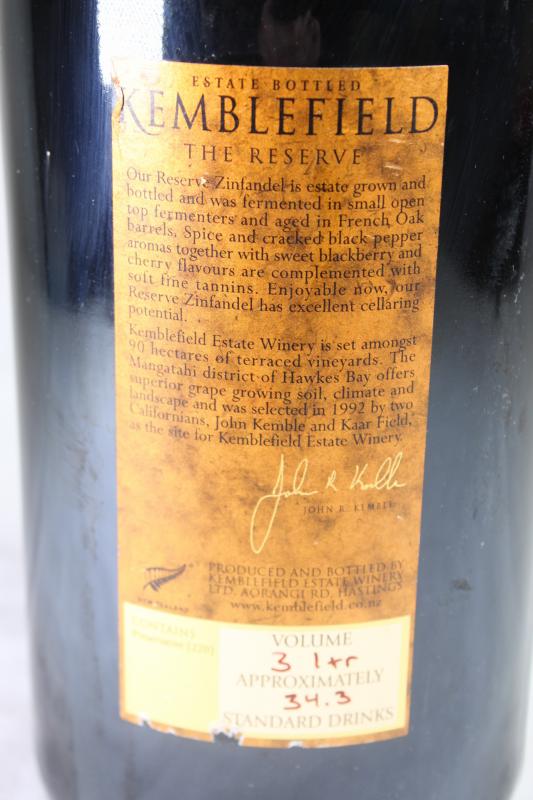 ESTATE BOTTLED
KEMBLEFIELD
THE RESERVE
Our Reserve Zinfandel is estate grown and
bottled and was fermented in small open
top fermenters and aged in French Oak
barrels. Spice and cracked black pepper
aromas together with sweet blackberry and
cherry flavours are complemented with
soft fine tannins. Enjoyable now, our
Reserve Zinfandel has excellent cellaring
potential.
Kemblefield Estate Winery is set amongst
90 hectares of terraced vineyards. The
Mangatahi district of Hawkes Bay offers
superior grape growing soil, climate and
landscape and was selected in 1992 by two
Californians, John Kemble and Kaar Field,
as the site for Kemblefield Estate Winery.
John R Kemble
JOHN R. KEMBLE
PRODUCED AND BOTTLED BY
KEMBLEFIELD ESTATE WINERY
LTD, AORANGI RD, HASTINGS
www.kemblefield.co.nz
NEW ZEALAND
CONTAINS
Preservative (220)
VOLUME
3 ltr
APPROXIMATELY
34.3
STANDARD DRINKS